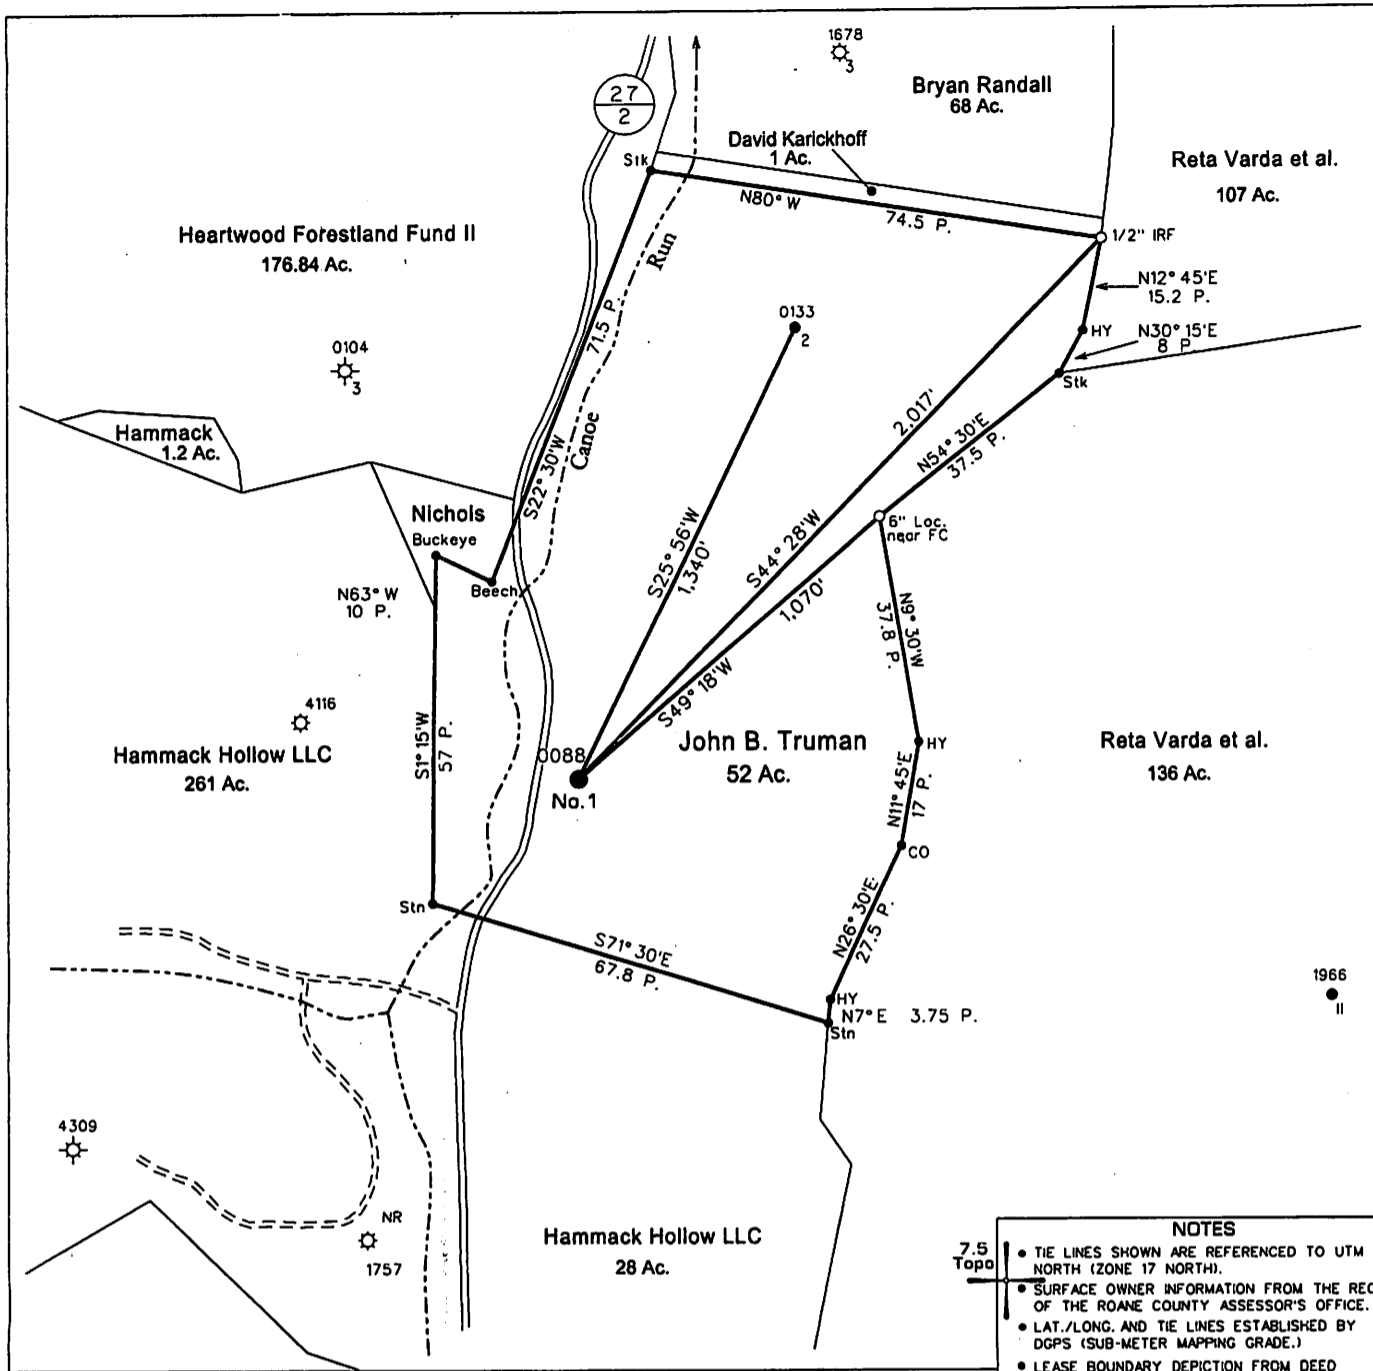 1678
3
Bryan Randall
68 Ac.
27
2
David Karickhoff
1 Ac.
Reta Varda et al.
107 Ac.
Stk
N80° W
74.5 P.
1/2" IRF
Heartwood Forestland Fund II
176.84 Ac.
Run
N12° 45'E
15.2 P.
0133
2
HY
N30° 15'E
8 P.
71.5 P.
0104
3
Stk
2,017'
Hammack
1.2 Ac.
Canoe
S22° 30'W
N54° 30'E
37.5 P.
Nichols
Buckeye
6" Loc.
near FC
S25° 56'W
1,340'
S44° 28'W
Beech
N63° W
10 P.
1,070'
N9° 30'W
37.8 P.
S49° 18'W
4116
S1° 15'W
57 P.
Hammack Hollow LLC
261 Ac.
0088
No.1
John B. Truman
52 Ac.
HY
Reta Varda et al.
136 Ac.
N11° 45'E
17 P.
CO
Stn
N26° 30'E
27.5 P.
S71° 30'E
67.8 P.
1966
II
HY
N7° E 3.75 P.
Stn
4309
NR
1757
Hammack Hollow LLC
28 Ac.
7.5
Topo
NOTES
• TIE LINES SHOWN ARE REFERENCED TO UTM
NORTH (ZONE 17 NORTH).
• SURFACE OWNER INFORMATION FROM THE REC
OF THE ROANE COUNTY ASSESSOR'S OFFICE.
• LAT./LONG. AND TIE LINES ESTABLISHED BY
DGPS (SUB-METER MAPPING GRADE.)
• LEASE BOUNDARY DEPICTION FROM DEED